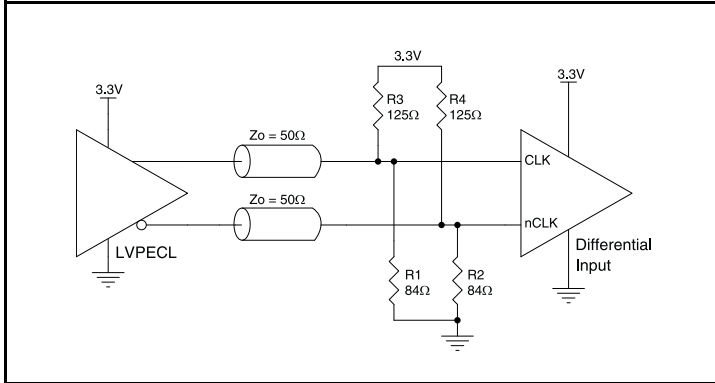 3.3V
3.3V
3.3V
R3
125Ω
R4
125Ω
Zo = 50Ω
CLK
Zo = 50Ω
nCLK
LVPECL
Differential
Input
R1
84Ω
R2
84Ω